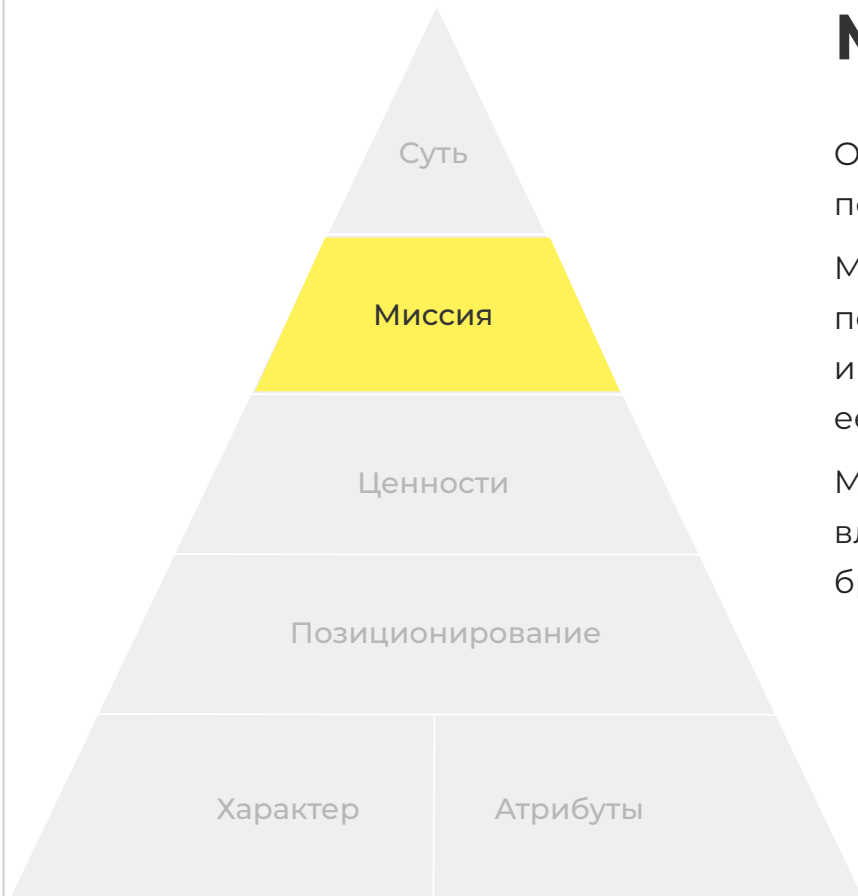 Суть
Миссия
Ценности
Позиционирование
Характер
Атрибуты